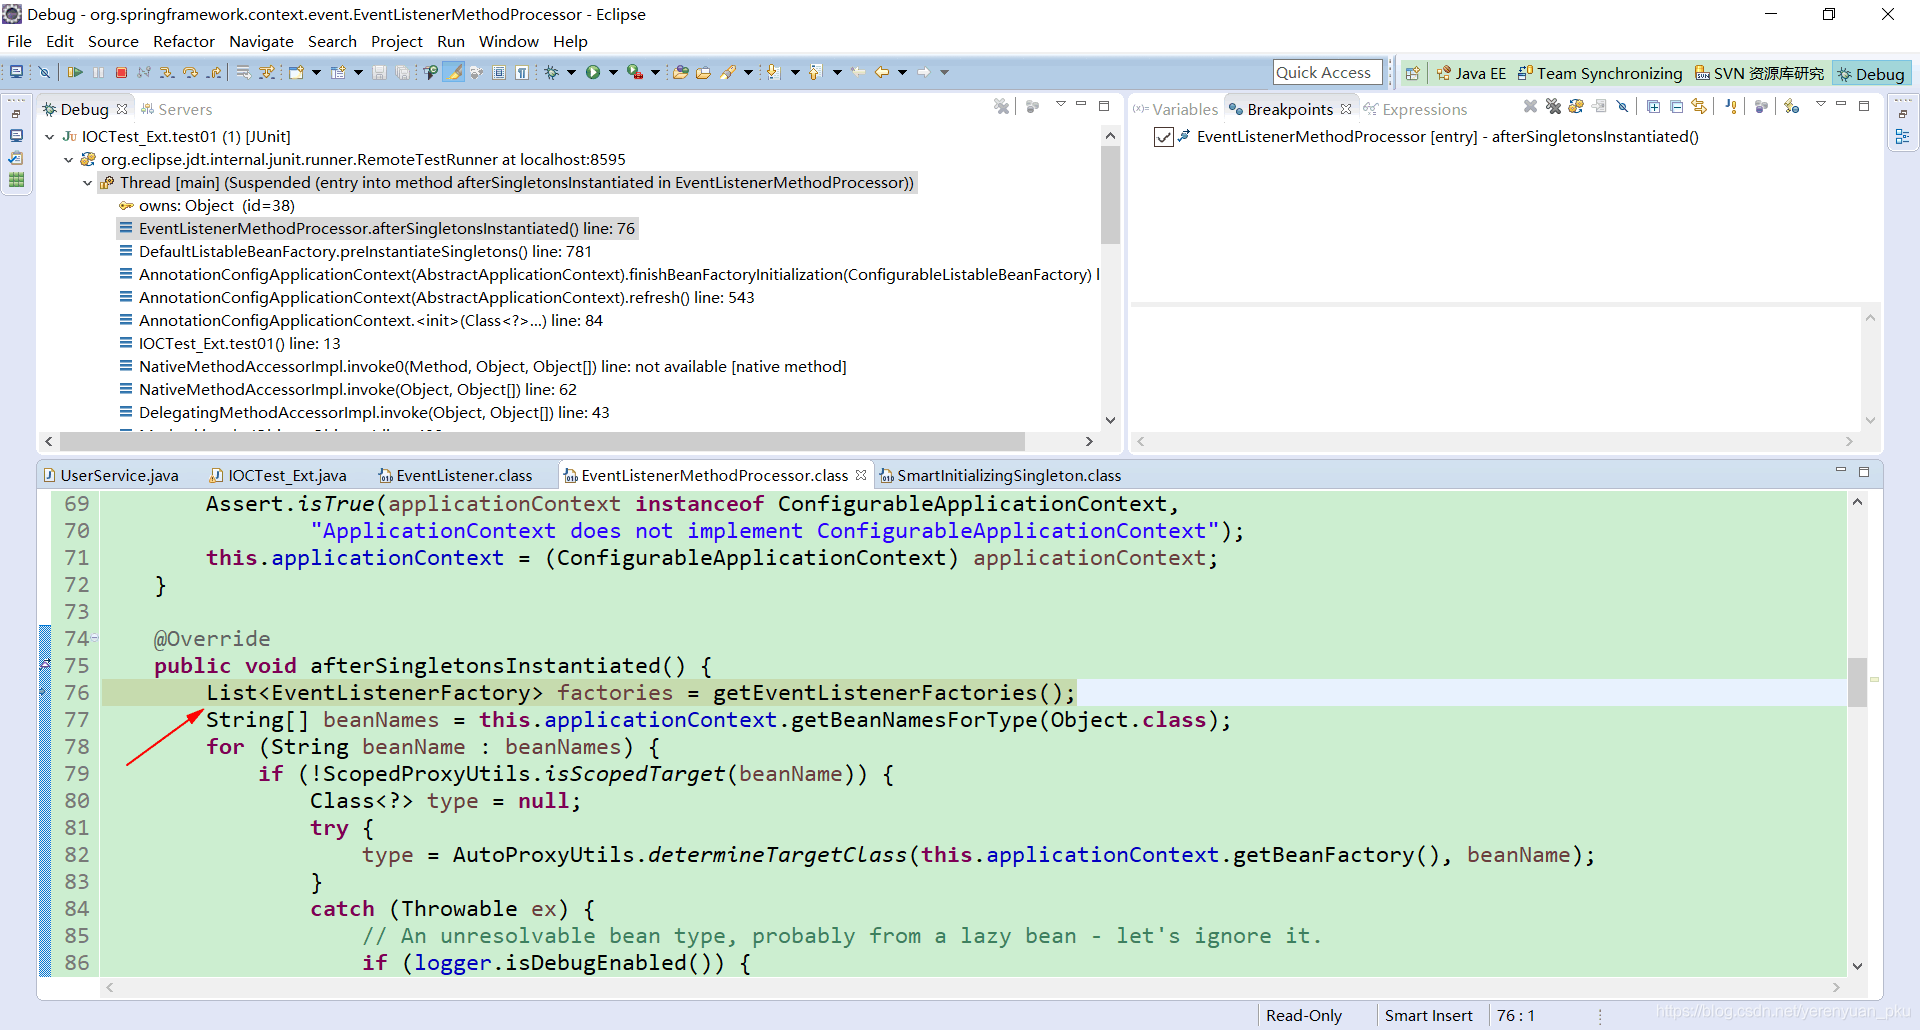 Debug - org.springframework.context.event.EventListenerMethodProcessor - Eclipse
File Edit Source Refactor Navigate Search Project Run Window Help
Quick Access
Java EE
Team Synchronizing
SVN 资源库研究
Debug
Debug
Servers
IOCTest_Ext.test01 (1) [JUnit]
org.eclipse.jdt.internal.junit.runner.RemoteTestRunner at localhost:8595
Thread [main] (Suspended (entry into method afterSingletonsInstantiated in EventListenerMethodProcessor))
owns: Object (id=38)
EventListenerMethodProcessor.afterSingletonsInstantiated() line: 76
DefaultListableBeanFactory.preInstantiateSingletons() line: 781
AnnotationConfigApplicationContext(AbstractApplicationContext).finishBeanFactoryInitialization(ConfigurableListableBeanFactory) l
AnnotationConfigApplicationContext(AbstractApplicationContext).refresh() line: 543
AnnotationConfigApplicationContext.<init>(Class<?>...) line: 84
IOCTest_Ext.test01() line: 13
NativeMethodAccessorImpl.invoke0(Method, Object, Object[]) line: not available [native method]
NativeMethodAccessorImpl.invoke(Object, Object[]) line: 62
DelegatingMethodAccessorImpl.invoke(Object, Object[]) line: 43
Variables
Breakpoints
Expressions
EventListenerMethodProcessor [entry] - afterSingletonsInstantiated()
UserService.java
IOCTest_Ext.java
EventListener.class
EventListenerMethodProcessor.class
SmartInitializingSingleton.class
69 Assert.isTrue(applicationContext instanceof ConfigurableApplicationContext,
70 "ApplicationContext does not implement ConfigurableApplicationContext");
71 this.applicationContext = (ConfigurableApplicationContext) applicationContext;
72 }
73
74 @Override
75 public void afterSingletonsInstantiated() {
76 List<EventListenerFactory> factories = getEventListenerFactories();
77 String[] beanNames = this.applicationContext.getBeanNamesForType(Object.class);
78 for (String beanName : beanNames) {
79 if (!ScopedProxyUtils.isScopedTarget(beanName)) {
80 Class<?> type = null;
81 try {
82 type = AutoProxyUtils.determineTargetClass(this.applicationContext.getBeanFactory(), beanName);
83 }
84 catch (Throwable ex) {
85 // An unresolvable bean type, probably from a lazy bean - let's ignore it.
86 if (logger.isDebugEnabled()) {
Read-Only
Smart Insert
76 : 1
https://blog.csdn.net/yerenyuan_pku